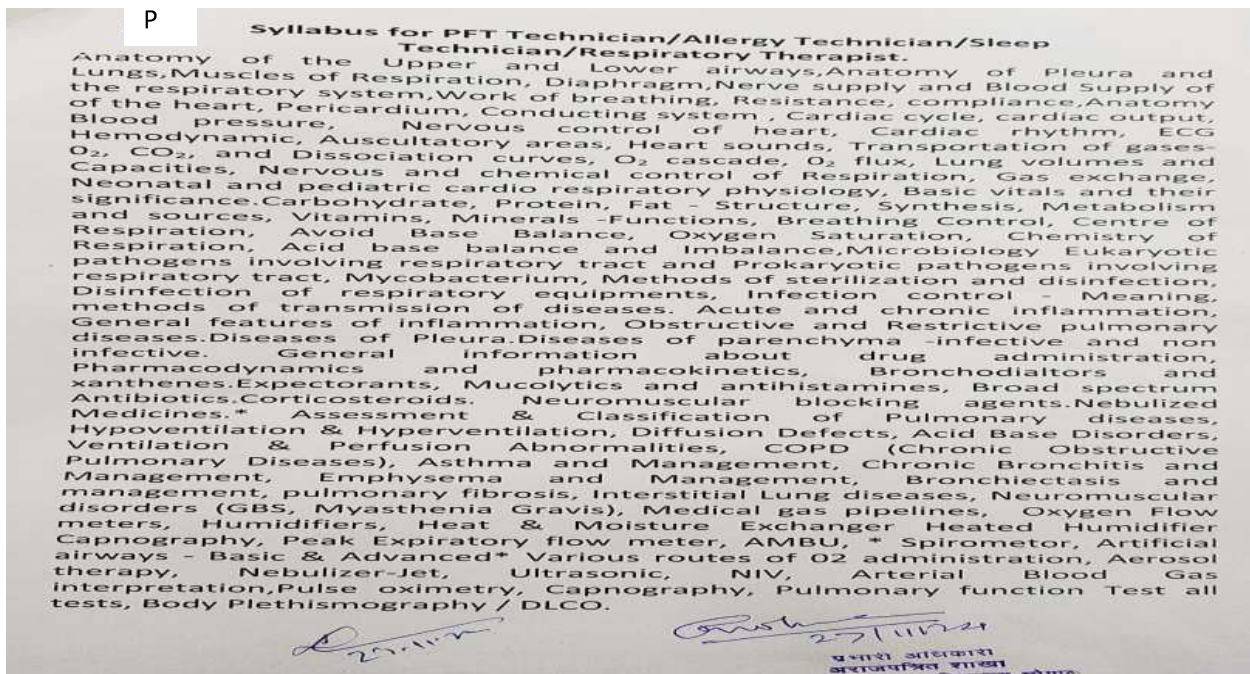 P
Syllabus for PFT Technician/Allergy Technician/Sleep
Technician/Respiratory Therapist.
Anatomy of the Upper and Lower airways,Anatomy of Pleura and
Lungs,Muscles of Respiration, Diaphragm,Nerve supply and Blood Supply of
the respiratory system,Work of breathing, Resistance, compliance,Anatomy
of the heart, Pericardium, Conducting system , Cardiac cycle, cardiac output,
Blood pressure, Nervous control of heart, Cardiac rhythm, ECG
Hemodynamic, Auscultatory areas, Heart sounds, Transportation of gases-
O₂, CO₂, and Dissociation curves, O₂ cascade, 0₂ flux, Lung volumes and
Capacities, Nervous and chemical control of Respiration, Gas exchange,
Neonatal and pediatric cardio respiratory physiology, Basic vitals and their
significance.Carbohydrate, Protein, Fat - Structure, Synthesis, Metabolism
and sources, Vitamins, Minerals -Functions, Breathing Control, Centre of
Respiration, Avoid Base Balance, Oxygen Saturation, Chemistry of
Respiration, Acid base balance and Imbalance,Microbiology Eukaryotic
pathogens involving respiratory tract and Prokaryotic pathogens involving
respiratory tract, Mycobacterium, Methods of sterilization and disinfection,
Disinfection of respiratory equipments, Infection control - Meaning,
methods of transmission of diseases. Acute and chronic inflammation,
General features of inflammation, Obstructive and Restrictive pulmonary
diseases.Diseases of Pleura.Diseases of parenchyma -infective and non
infective. General information about drug administration,
Pharmacodynamics and pharmacokinetics, Bronchodialtors and
xanthenes.Expectorants, Mucolytics and antihistamines, Broad spectrum
Antibiotics.Corticosteroids. Neuromuscular blocking agents.Nebulized
Medicines.* Assessment & Classification of Pulmonary diseases,
Hypoventilation & Hyperventilation, Diffusion Defects, Acid Base Disorders,
Ventilation & Perfusion Abnormalities, COPD (Chronic Obstructive
Pulmonary Diseases), Asthma and Management, Chronic Bronchitis and
Management, Emphysema and Management, Bronchiectasis and
management, pulmonary fibrosis, Interstitial Lung diseases, Neuromuscular
disorders (GBS, Myasthenia Gravis), Medical gas pipelines, Oxygen Flow
meters, Humidifiers, Heat & Moisture Exchanger Heated Humidifier
Capnography, Peak Expiratory flow meter, AMBU, * Spirometor, Artificial
airways - Basic & Advanced* Various routes of 02 administration, Aerosol
therapy, Nebulizer-Jet, Ultrasonic, NIV, Arterial Blood Gas
interpretation,Pulse oximetry, Capnography, Pulmonary function Test all
tests, Body Plethismography / DLCO.
27/11/24
प्रभारी अधिकारी
अराजपत्रित शाखा